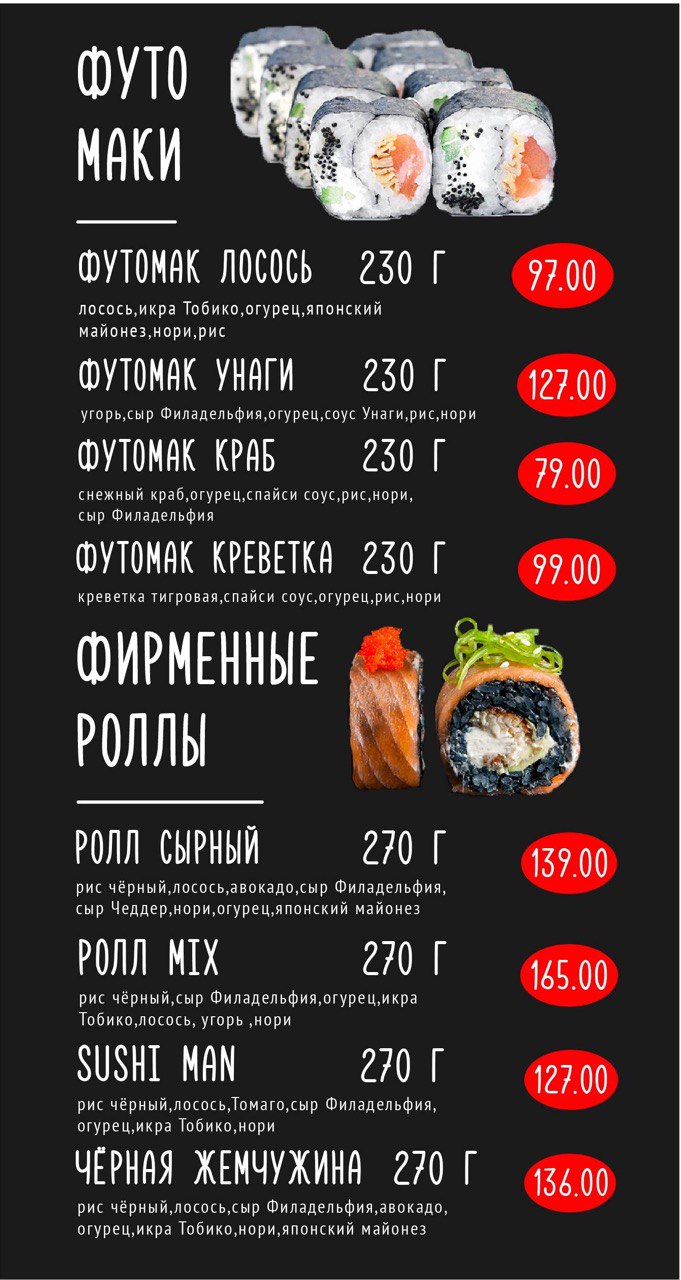 ФУТО
МАКИ
ФУТОМАК ЛОСОСЬ 230 Г 97.00
лосось,икра Тобико,огурец,японский
майонез,нори,рис
ФУТОМАК УНАГИ 230 Г 127.00
угорь,сыр Филадельфия,огурец,соус Унаги,рис,нори
ФУТОМАК КРАБ 230 Г 79.00
снежный краб,огурец,спайси соус,рис,нори,
сыр Филадельфия
ФУТОМАК КРЕВЕТКА 230 Г 99.00
креветка тигровая,спайси соус,огурец,рис,нори
ФИРМЕННЫЕ
РОЛЛЫ
РОЛЛ СЫРНЫЙ 270 Г 139.00
рис чёрный,лосось,авокадо,сыр Филадельфия,
сыр Чеддер,нори,огурец,японский майонез
РОЛЛ MIX 270 Г 165.00
рис чёрный,сыр Филадельфия,огурец,икра
Тобико,лосось, угорь ,нори
SUSHI MAN 270 Г 127.00
рис чёрный,лосось,Томаго,сыр Филадельфия,
огурец,икра Тобико,нори
ЧЁРНАЯ ЖЕМЧУЖИНА 270 Г 136.00
рис чёрный,лосось,сыр Филадельфия,авокадо,
огурец,икра Тобико,нори,японский майонез